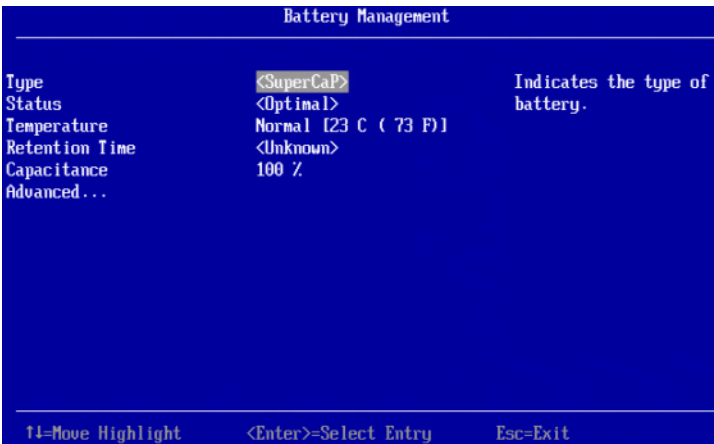 Battery Management
Type <SuperCaP> Indicates the type of
Status <Optimal> battery.
Temperature Normal [23 C ( 73 F)]
Retention Time <Unknown>
Capacitance 100 %
Advanced...
↑↓=Move Highlight <Enter>=Select Entry Esc=Exit